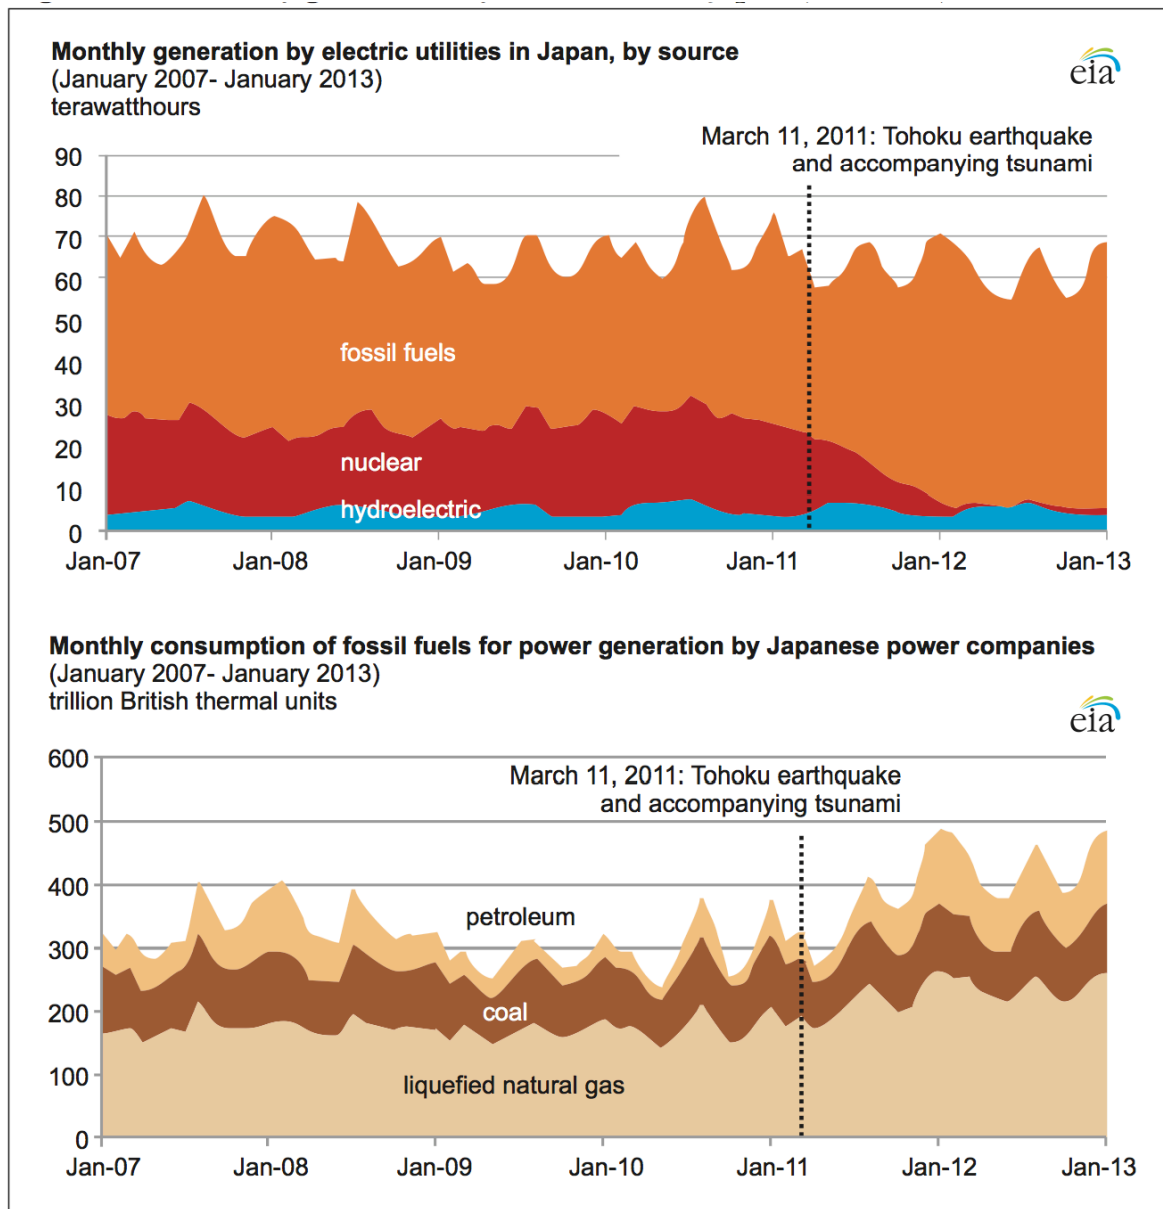 Monthly generation by electric utilities in Japan, by source
(January 2007- January 2013)
terawatthours
eia
March 11, 2011: Tohoku earthquake
and accompanying tsunami
90
80
70
60
50
40
30
20
10
0
fossil fuels
nuclear
hydroelectric
Jan-07 Jan-08 Jan-09 Jan-10 Jan-11 Jan-12 Jan-13
Monthly consumption of fossil fuels for power generation by Japanese power companies
(January 2007- January 2013)
trillion British thermal units
eia
March 11, 2011: Tohoku earthquake
and accompanying tsunami
600
500
400
300
200
100
0
petroleum
coal
liquefied natural gas
Jan-07 Jan-08 Jan-09 Jan-10 Jan-11 Jan-12 Jan-13